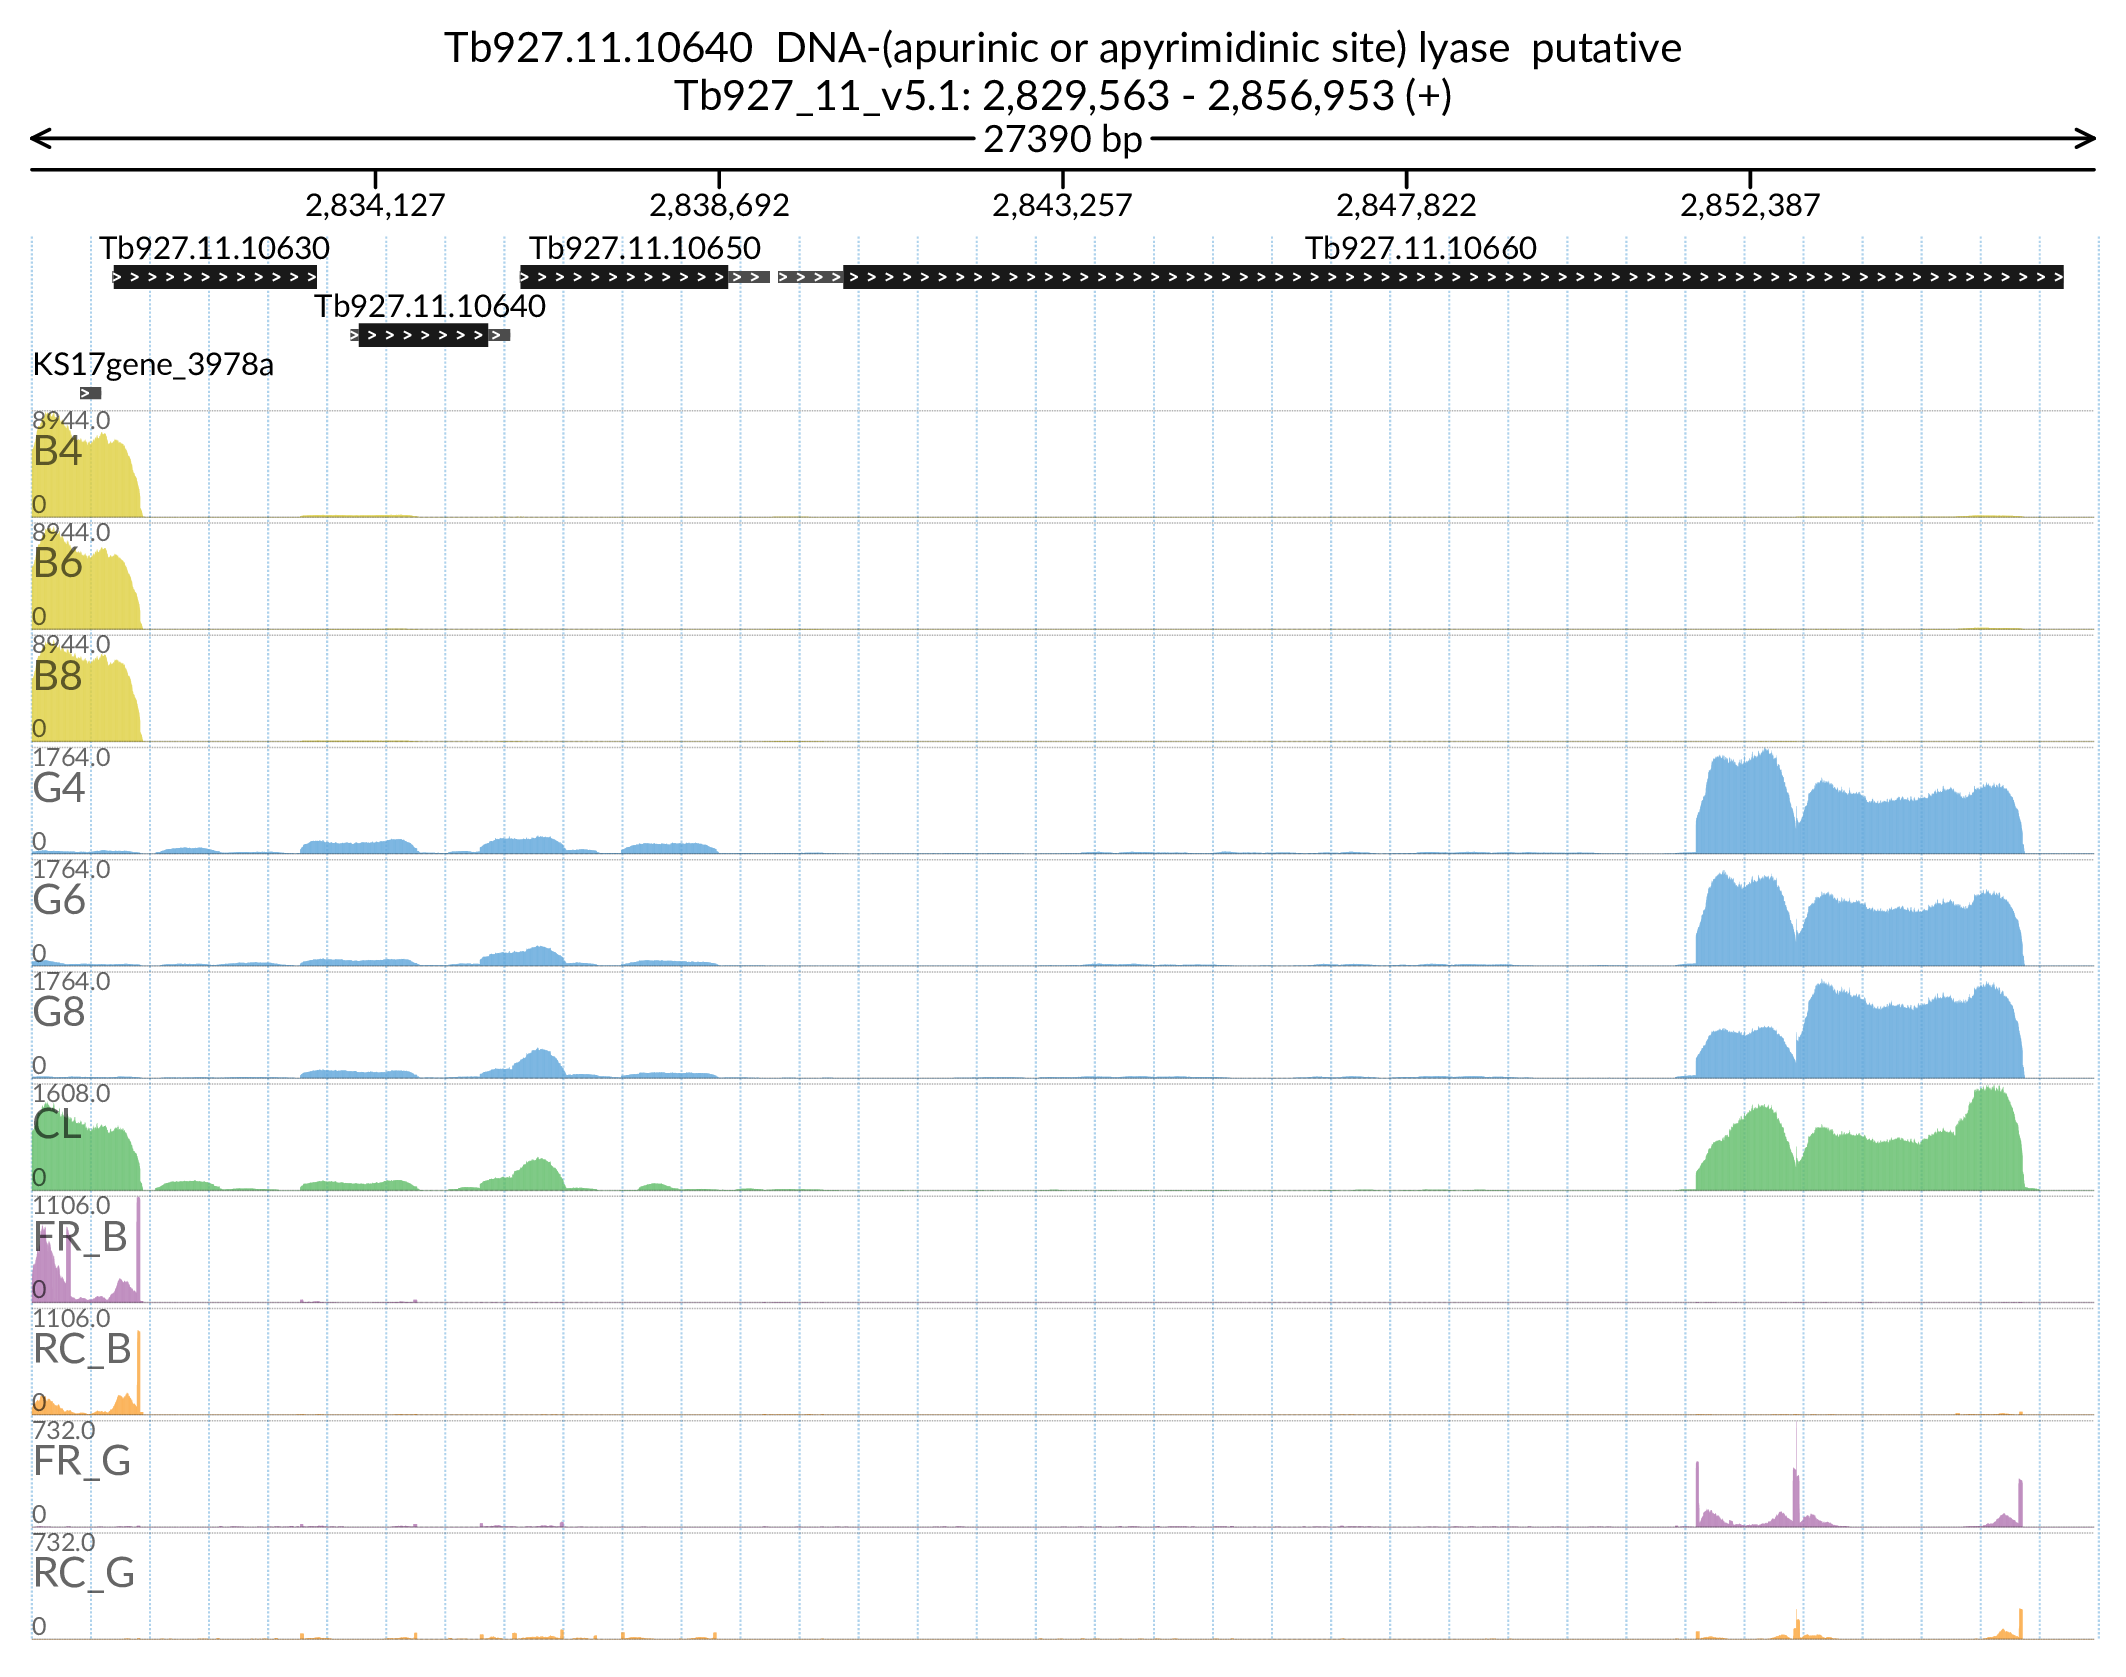 Tb927.11.10640  DNA-(apurinic or apyrimidinic site) lyase  putative
Tb927_11_v5.1: 2,829,563 - 2,856,953 (+)
27390 bp
2,834,127 2,838,692 2,843,257 2,847,822 2,852,387
Tb927.11.10630 Tb927.11.10650 Tb927.11.10660
Tb927.11.10640
KS17gene_3978a
8944.0
B4
0
8944.0
B6
0
8944.0
B8
0
1764.0
G4
0
1764.0
G6
0
1764.0
G8
0
1608.0
CL
0
1106.0
FR_B
0
1106.0
RC_B
0
732.0
FR_G
0
732.0
RC_G
0